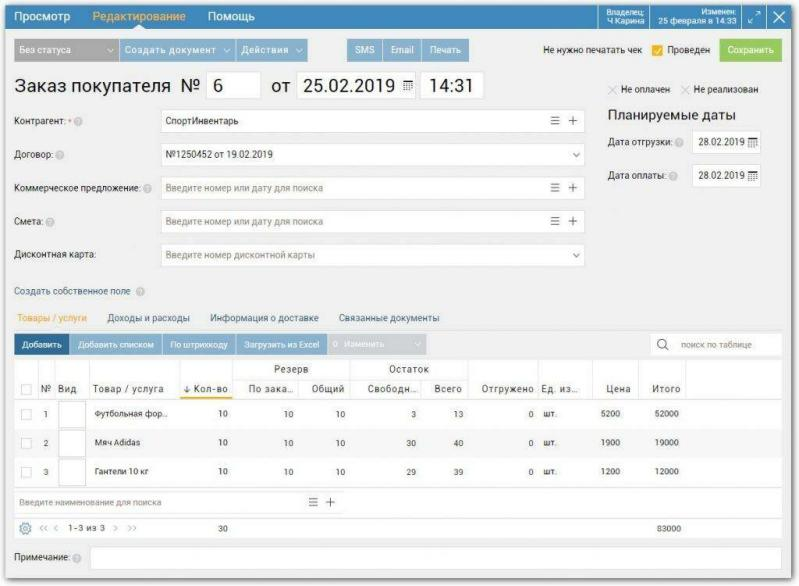 Просмотр Редактирование Помощь Владелец: Ч Карина Изменен: 25 февраля в 14:33
Без статуса Создать документ Действия SMS Email Печать Не нужно печатать чек Проведен Сохранить
Заказ покупателя № 6 от 25.02.2019 14:31
Не оплачен Не реализован
Контрагент: * СпортИнвентарь
Планируемые даты
Договор: №1250452 от 19.02.2019
Дата отгрузки: 28.02.2019
Коммерческое предложение: Введите номер или дату для поиска
Дата оплаты: 28.02.2019
Смета: Введите номер или дату для поиска
Дисконтная карта: Введите номер дисконтной карты
Создать собственное поле
Товары / услуги Доходы и расходы Информация о доставке Связанные документы
Добавить Добавить списком По штрихкоду Загрузить из Excel 0 Изменить поиск по таблице
Резерв Остаток
№ Вид Товар / услуга ↓ Кол-во По зака... Общий Свободн... Всего Отгружено Ед. из... Цена Итого
1 Футбольная фор... 10 10 10 3 13 0 шт. 5200 52000
2 Мяч Adidas 10 10 10 30 40 0 шт. 1900 19000
3 Гантели 10 кг 10 10 10 29 39 0 шт. 1200 12000
Введите наименование для поиска
<< < 1-3 из 3 > >> 30 83000
Примечание: